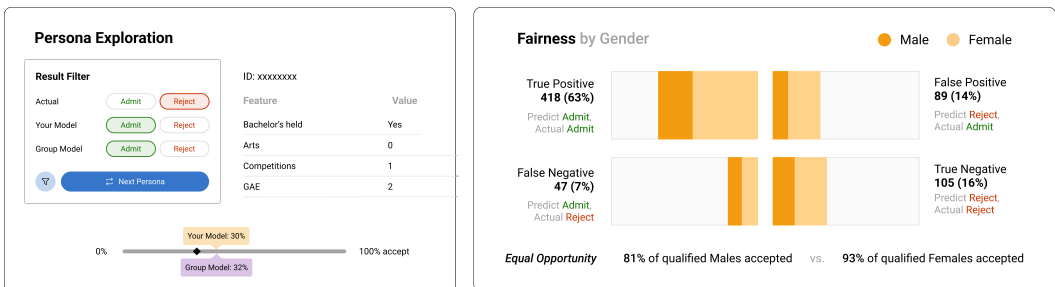 Persona Exploration
Result Filter
Actual Admit Reject
Your Model Admit Reject
Group Model Admit Reject
Next Persona
ID: xxxxxxxx
Feature Value
Bachelor's held Yes
Arts 0
Competitions 1
GAE 2
Your Model: 30%
0% 100% accept
Group Model: 32%
Fairness by Gender
Male Female
True Positive
418 (63%)
Predict Admit,
Actual Admit
False Positive
89 (14%)
Predict Reject,
Actual Admit
False Negative
47 (7%)
Predict Admit,
Actual Reject
True Negative
105 (16%)
Predict Reject,
Actual Reject
Equal Opportunity 81% of qualified Males accepted vs. 93% of qualified Females accepted